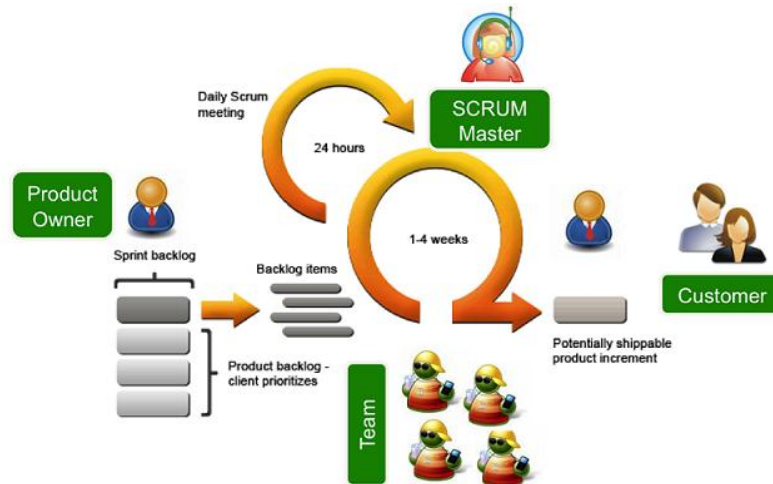 Daily Scrum
meeting
SCRUM
Master
24 hours
Product
Owner
1-4 weeks
Sprint backlog
Backlog items
Customer
Product backlog -
client prioritizes
Potentially shippable
product increment
Team